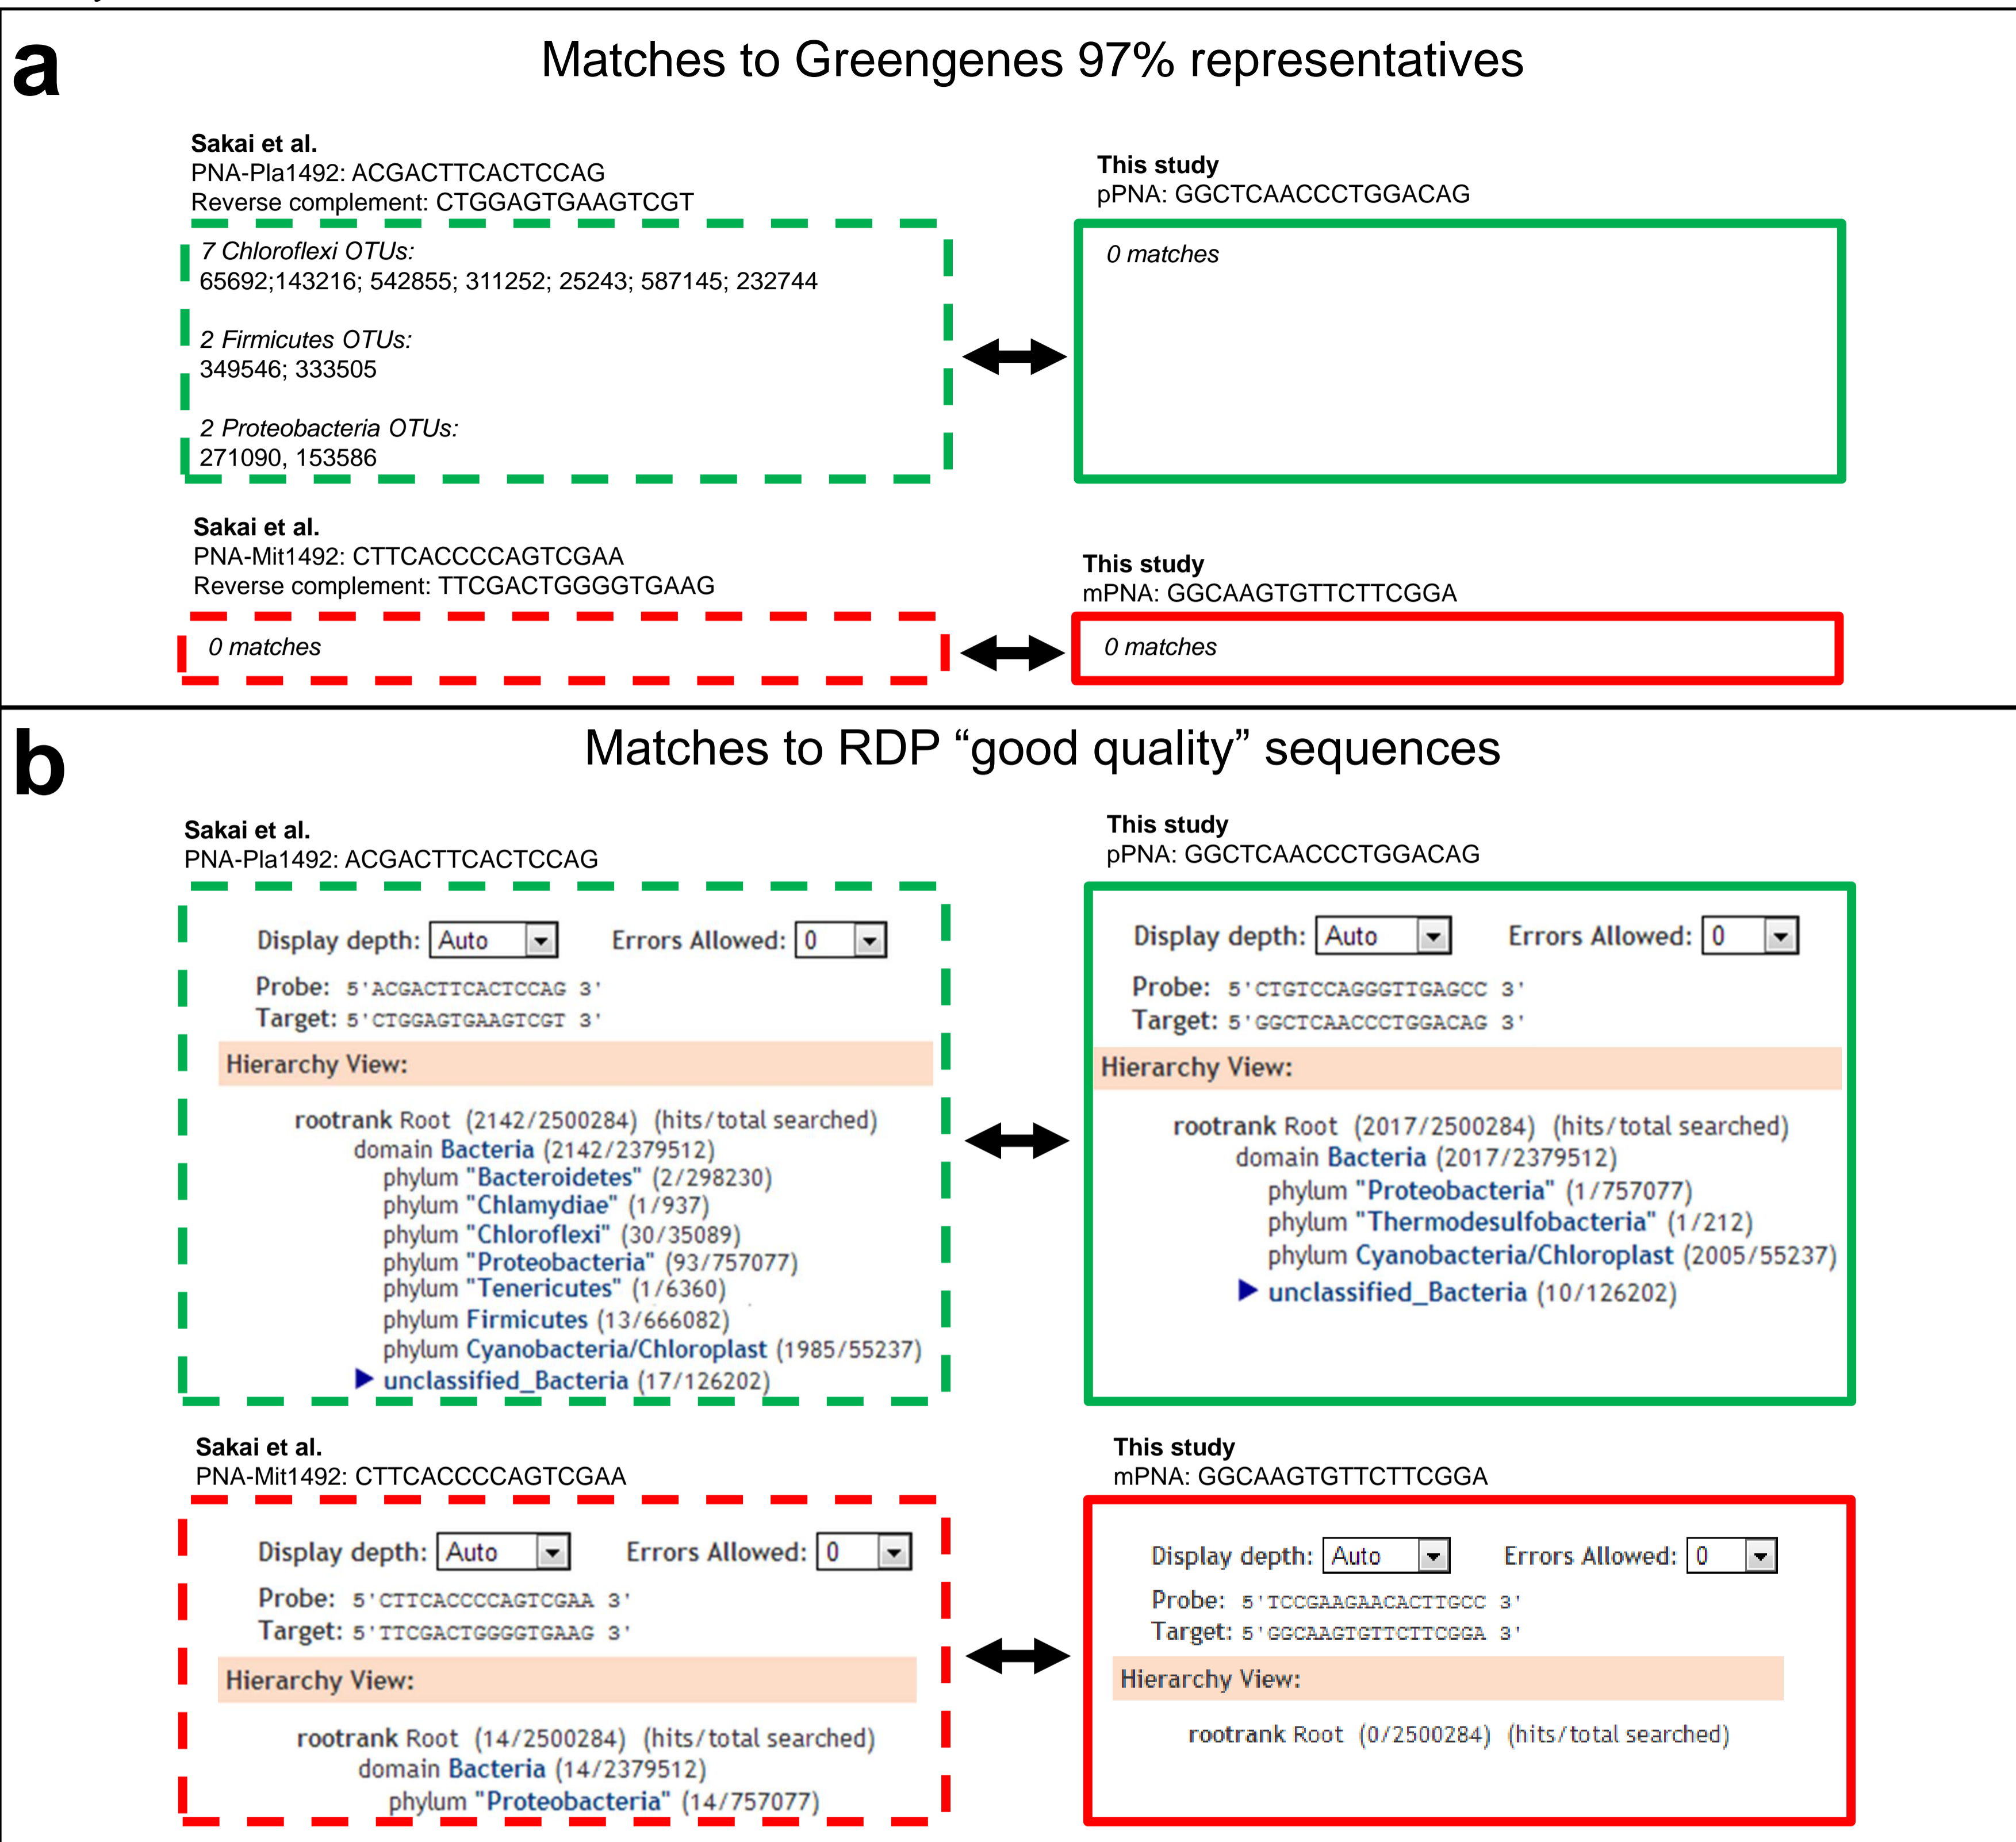 a
Matches to Greengenes 97% representatives
Sakai et al.
PNA-Pla1492: ACGACTTCACTCCAG
Reverse complement: CTGGAGTGAAGTCGT
7 Chloroflexi OTUs:
65692;143216; 542855; 311252; 25243; 587145; 232744
2 Firmicutes OTUs:
349546; 333505
2 Proteobacteria OTUs:
271090, 153586
This study
pPNA: GGCTCAACCCTGGACAG
0 matches
Sakai et al.
PNA-Mit1492: CTTCACCCCAGTCGAA
Reverse complement: TTCGACTGGGGTGAAG
0 matches
This study
mPNA: GGCAAGTGTTCTTCGGA
0 matches
b
Matches to RDP “good quality” sequences
Sakai et al.
PNA-Pla1492: ACGACTTCACTCCAG
Display depth: Auto Errors Allowed: 0
Probe: 5'ACGACTTCACTCCAG 3'
Target: 5'CTGGAGTGAAGTCGT 3'
Hierarchy View:
rootrank Root (2142/2500284) (hits/total searched)
domain Bacteria (2142/2379512)
phylum "Bacteroidetes" (2/298230)
phylum "Chlamydiae" (1/937)
phylum "Chloroflexi" (30/35089)
phylum "Proteobacteria" (93/757077)
phylum "Tenericutes" (1/6360)
phylum Firmicutes (13/666082)
phylum Cyanobacteria/Chloroplast (1985/55237)
unclassified_Bacteria (17/126202)
This study
pPNA: GGCTCAACCCTGGACAG
Display depth: Auto Errors Allowed: 0
Probe: 5'CTGTCCAGGGTTGAGCC 3'
Target: 5'GGCTCAACCCTGGACAG 3'
Hierarchy View:
rootrank Root (2017/2500284) (hits/total searched)
domain Bacteria (2017/2379512)
phylum "Proteobacteria" (1/757077)
phylum "Thermodesulfobacteria" (1/212)
phylum Cyanobacteria/Chloroplast (2005/55237)
unclassified_Bacteria (10/126202)
Sakai et al.
PNA-Mit1492: CTTCACCCCAGTCGAA
Display depth: Auto Errors Allowed: 0
Probe: 5'CTTCACCCCAGTCGAA 3'
Target: 5'TTCGACTGGGGTGAAG 3'
Hierarchy View:
rootrank Root (14/2500284) (hits/total searched)
domain Bacteria (14/2379512)
phylum "Proteobacteria" (14/757077)
This study
mPNA: GGCAAGTGTTCTTCGGA
Display depth: Auto Errors Allowed: 0
Probe: 5'TCCGAAGAACACTTGCC 3'
Target: 5'GGCAAGTGTTCTTCGGA 3'
Hierarchy View:
rootrank Root (0/2500284) (hits/total searched)